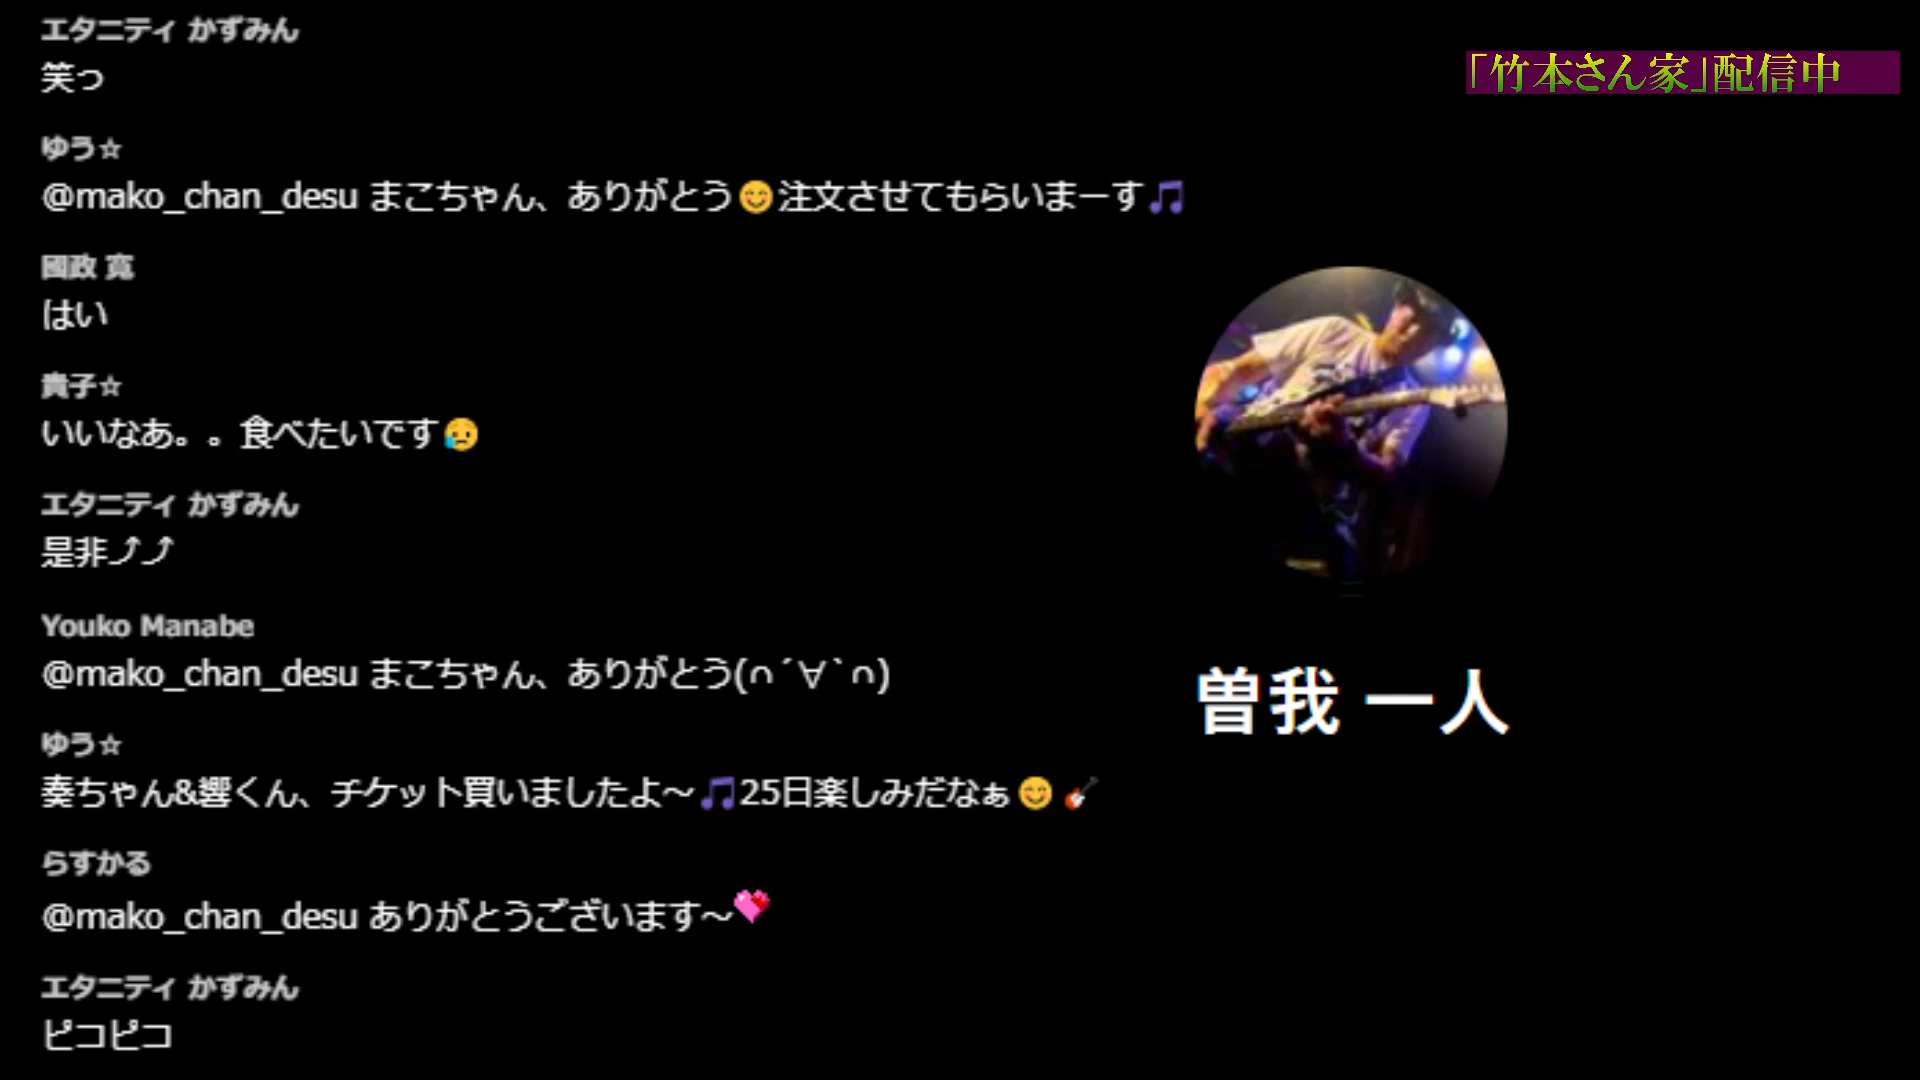 エタニティ かずみん
笑っ
ゆう☆
@mako_chan_desu まこちゃん、ありがとう😊注文させてもらいまーす🎵
國政 寛
はい
貴子☆
いいなあ。。食べたいです😥
エタニティ かずみん
是非⤴⤴
Youko Manabe
@mako_chan_desu まこちゃん、ありがとう(∩´∀`∩)
ゆう☆
奏ちゃん&響くん、チケット買いましたよ〜🎵25日楽しみだなぁ😊🎸
らすかる
@mako_chan_desu ありがとうございます〜💕
エタニティ かずみん
ピコピコ
「竹本さん家」配信中
曽我 一人